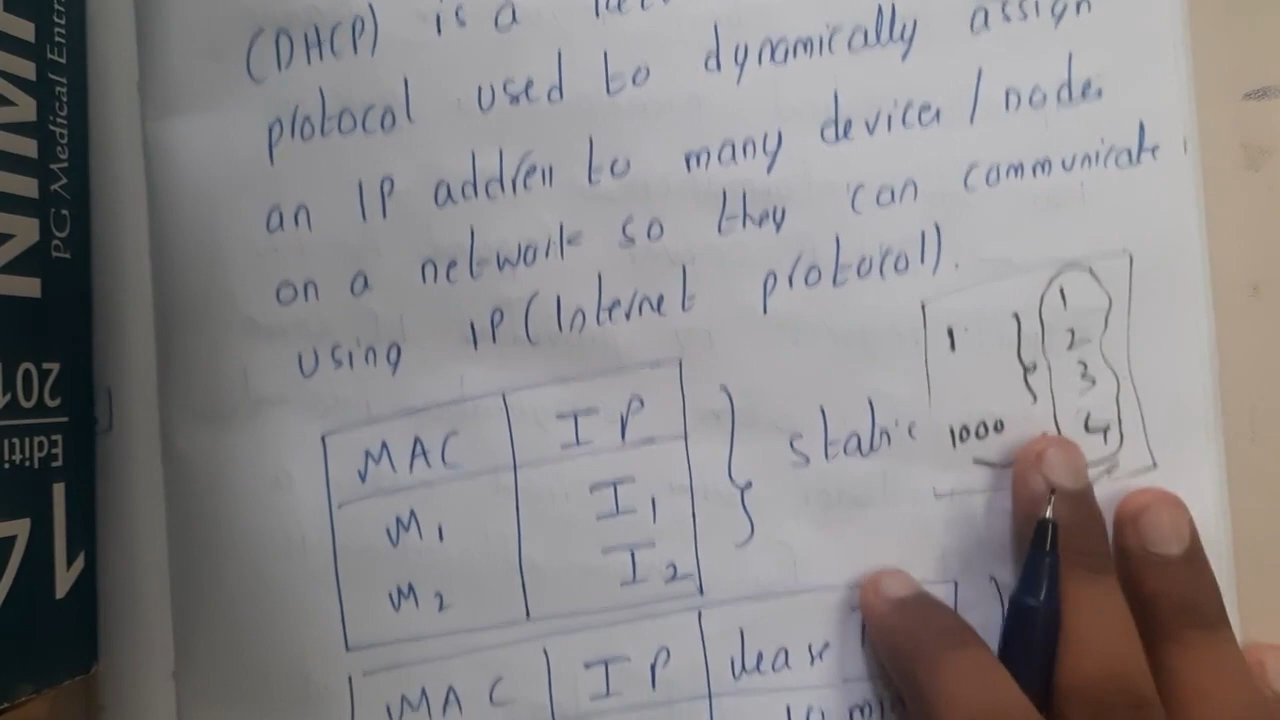 (DHCP) is a
protocol used to dynamically assign
an IP address to many devices / nodes
on a network so they can communicate
using IP (Internet protocol).
MAC IP
M1 I1
M2 I2
} static
1 } 1
2
3
1000 4
MAC IP lease
PG Medical Entr
Editi